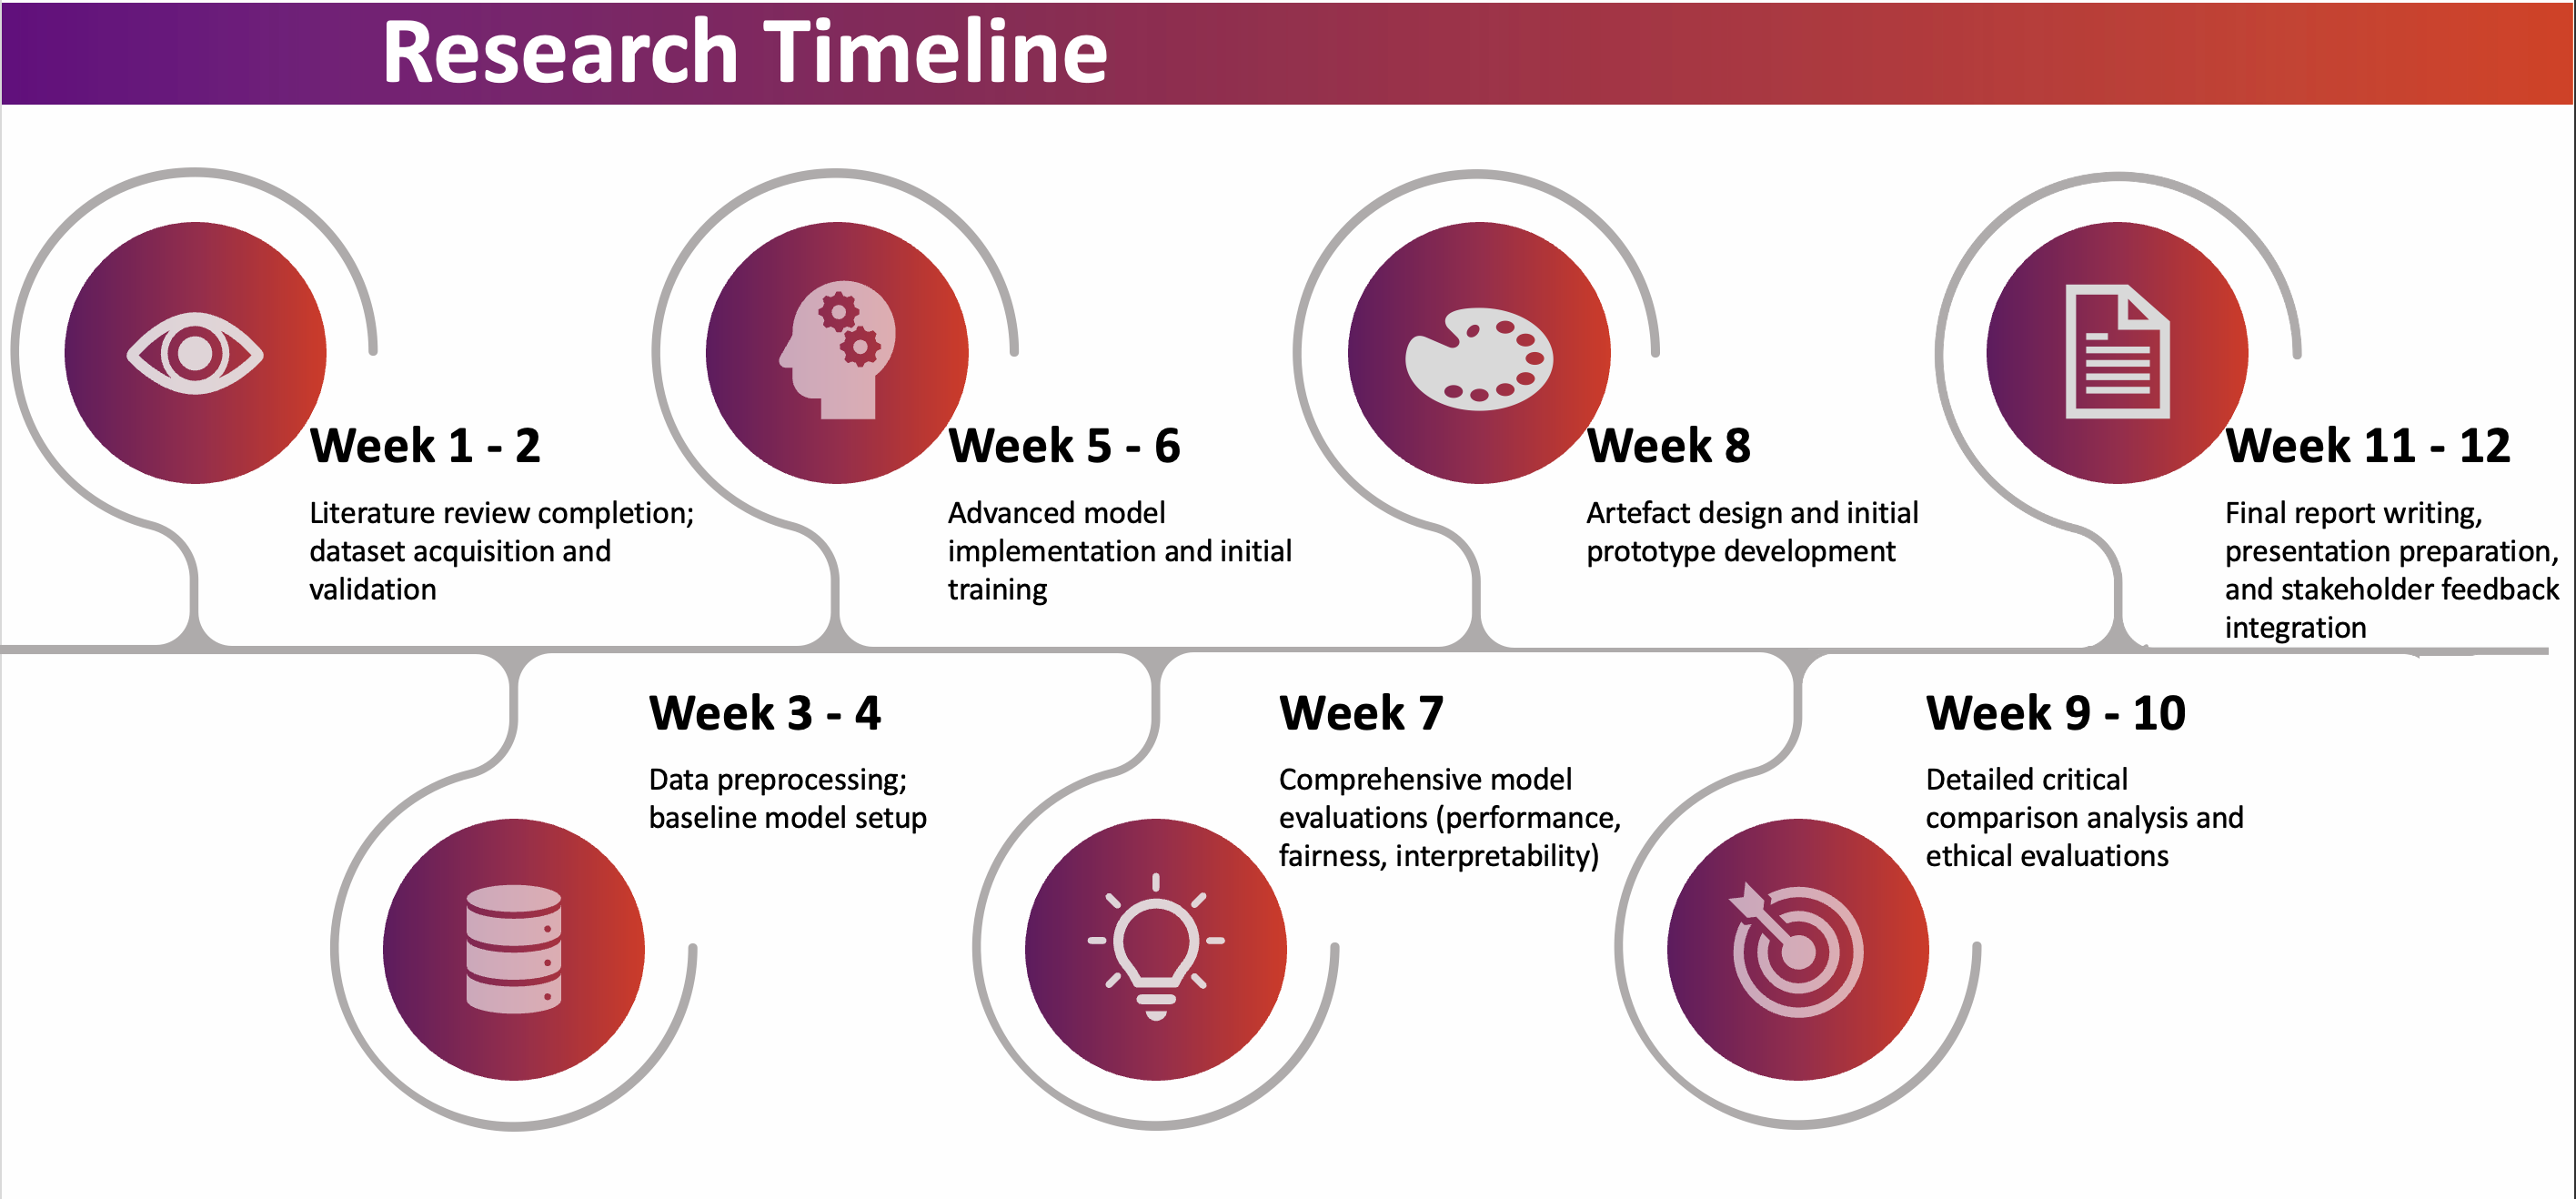 Research Timeline
Week 1 - 2
Literature review completion;
dataset acquisition and
validation
Week 3 - 4
Data preprocessing;
baseline model setup
Week 5 - 6
Advanced model
implementation and initial
training
Week 7
Comprehensive model
evaluations (performance,
fairness, interpretability)
Week 8
Artefact design and initial
prototype development
Week 9 - 10
Detailed critical
comparison analysis and
ethical evaluations
Week 11 - 12
Final report writing,
presentation preparation,
and stakeholder feedback
integration